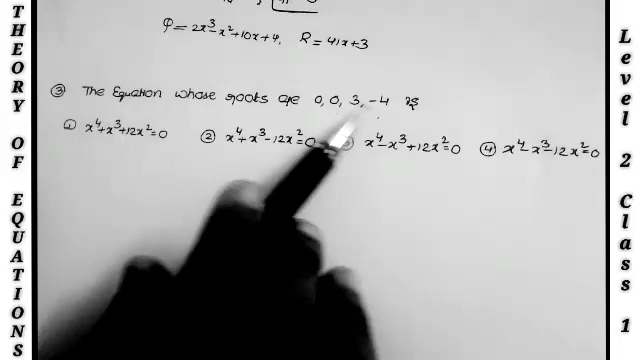 THEORY OF EQUATIONS
φ = 2x³ - x² + 10x + 4. R = 41x + 3
③ The Equation whose roots are 0, 0, 3, -4 is
① x⁴+x³+12x²=0 ② x⁴+x³-12x²=0 x⁴-x³+12x²=0 ④ x⁴-x³-12x²=0
Level 2 Class 1